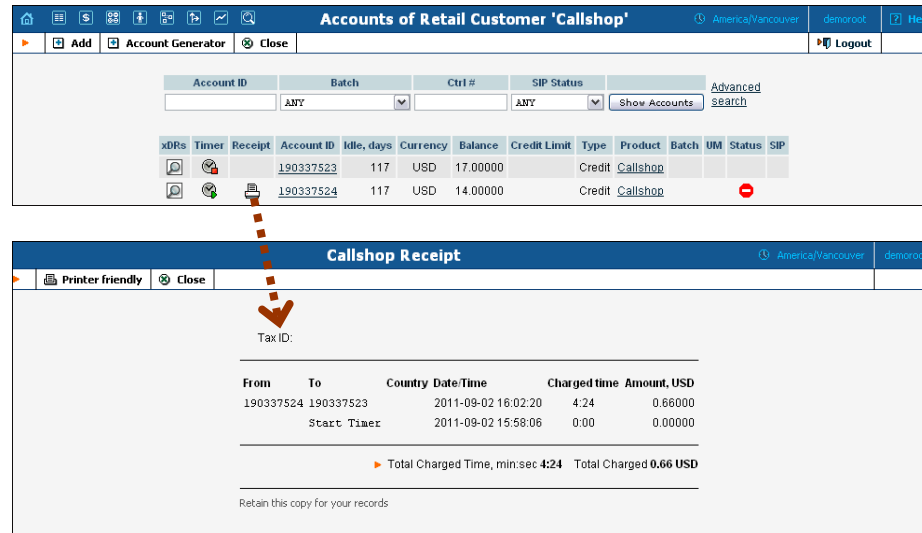 Accounts of Retail Customer 'Callshop' America/Vancouver demoroot ? He
Add Account Generator Close Logout
Account ID Batch Ctrl # SIP Status
ANY ANY Show Accounts Advanced search
xDRs Timer Receipt Account ID Idle, days Currency Balance Credit Limit Type Product Batch UM Status SIP
190337523 117 USD 17.00000 Credit Callshop
190337524 117 USD 14.00000 Credit Callshop
Callshop Receipt America/Vancouver demoroo
Printer friendly Close
Tax ID:
From To Country Date/Time Charged time Amount, USD
190337524 190337523 2011-09-02 16:02:20 4:24 0.66000
Start Timer 2011-09-02 15:58:06 0:00 0.00000
Total Charged Time, min:sec 4:24 Total Charged 0.66 USD
Retain this copy for your records